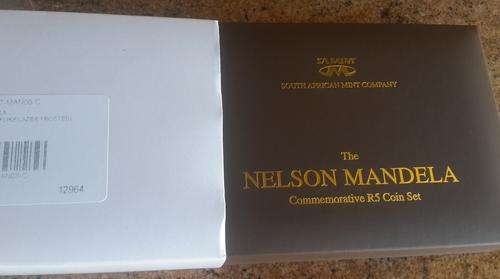 12964
SA MINT
SOUTH AFRICAN MINT COMPANY
The
NELSON MANDELA
Commemorative R5 Coin Set